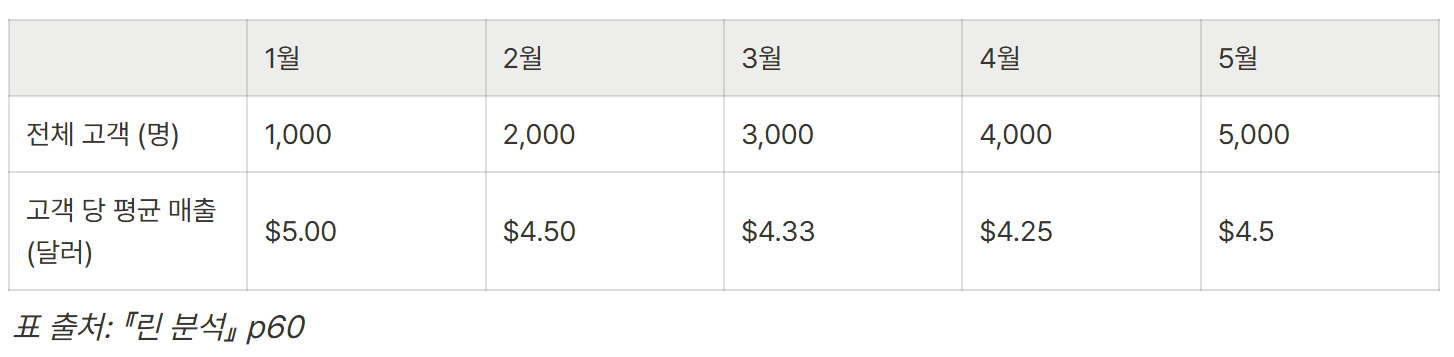 1월 2월 3월 4월 5월
전체 고객 (명) 1,000 2,000 3,000 4,000 5,000
고객 당 평균 매출
(달러) $5.00 $4.50 $4.33 $4.25 $4.5
표 출처: 『린 분석』 p60